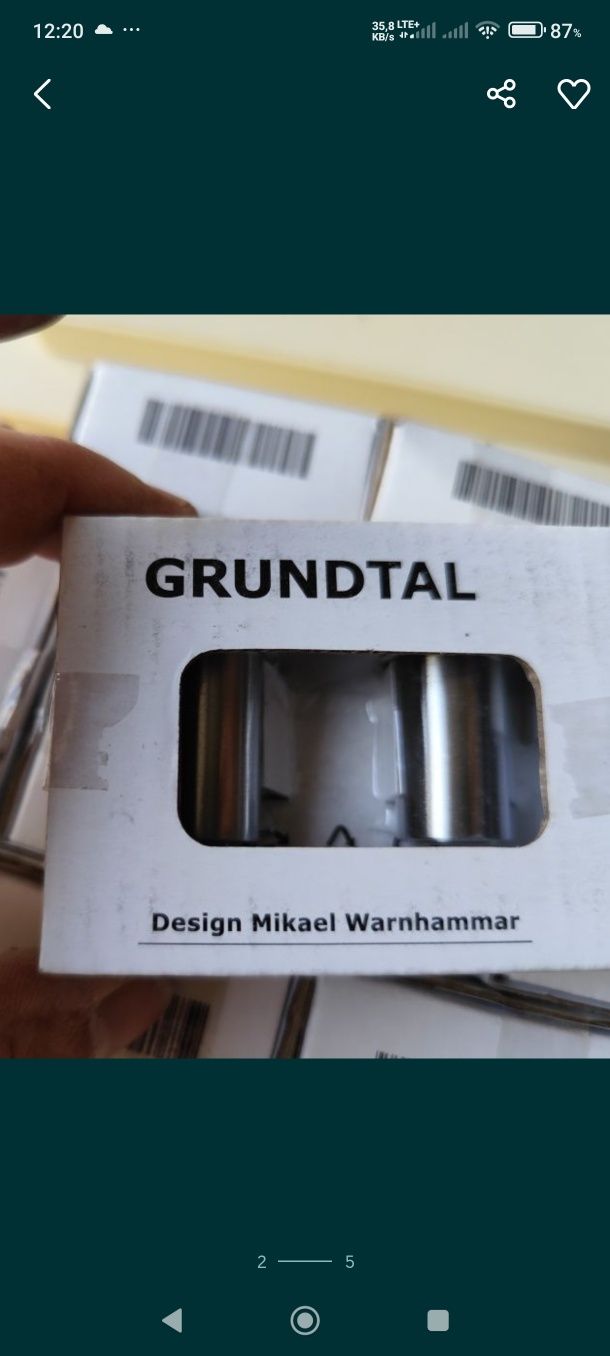 12:20
35,8 LTE+
KB/s
87%
GRUNDTAL
Design Mikael Warnhammar
2
5